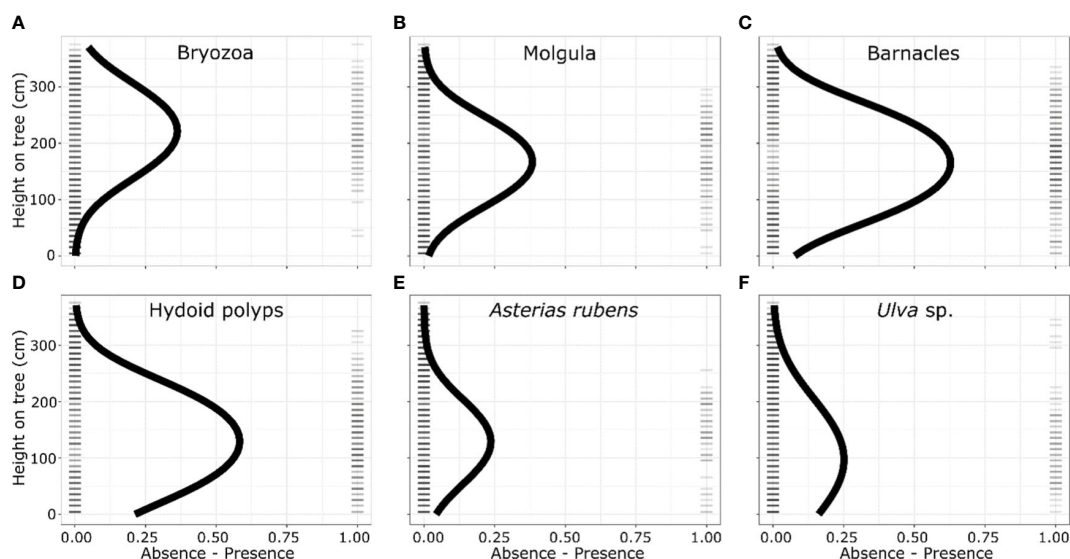 A
B
C
Bryozoa
Molgula
Barnacles
Height on tree (cm)
300
200
100
0
D
E
F
Hydoid polyps
Asterias rubens
Ulva sp.
Height on tree (cm)
300
200
100
0
0.00 0.25 0.50 0.75 1.00
0.00 0.25 0.50 0.75 1.00
0.00 0.25 0.50 0.75 1.00
Absence - Presence
Absence - Presence
Absence - Presence